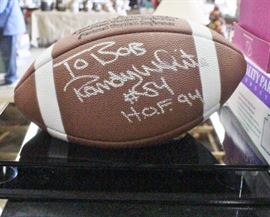 To Bob
Randy White
#54
H.O.F. 94